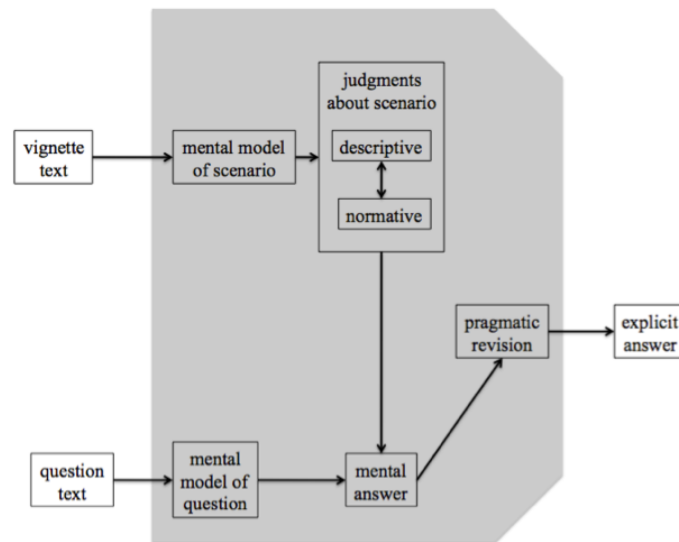 judgments
about scenario
vignette
text
mental model
of scenario
descriptive
normative
pragmatic
revision
explicit
answer
question
text
mental
model of
question
mental
answer